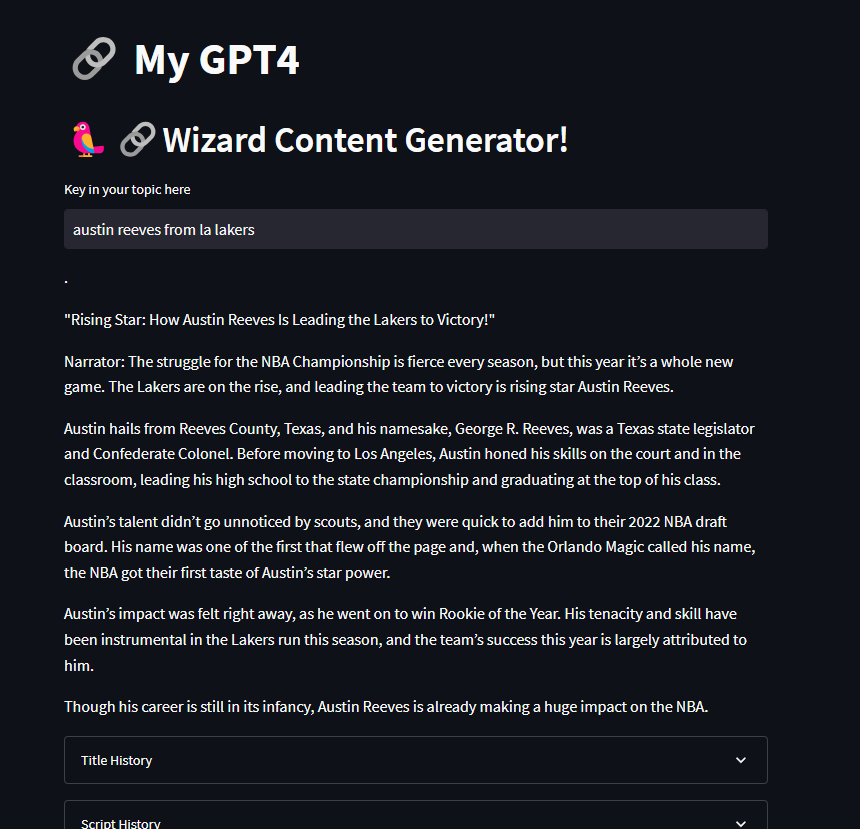 My GPT4
Wizard Content Generator!
Key in your topic here
austin reeves from la lakers
.
"Rising Star: How Austin Reeves Is Leading the Lakers to Victory!"
Narrator: The struggle for the NBA Championship is fierce every season, but this year it’s a whole new
game. The Lakers are on the rise, and leading the team to victory is rising star Austin Reeves.
Austin hails from Reeves County, Texas, and his namesake, George R. Reeves, was a Texas state legislator
and Confederate Colonel. Before moving to Los Angeles, Austin honed his skills on the court and in the
classroom, leading his high school to the state championship and graduating at the top of his class.
Austin’s talent didn’t go unnoticed by scouts, and they were quick to add him to their 2022 NBA draft
board. His name was one of the first that flew off the page and, when the Orlando Magic called his name,
the NBA got their first taste of Austin’s star power.
Austin’s impact was felt right away, as he went on to win Rookie of the Year. His tenacity and skill have
been instrumental in the Lakers run this season, and the team’s success this year is largely attributed to
him.
Though his career is still in its infancy, Austin Reeves is already making a huge impact on the NBA.
Title History
Script History